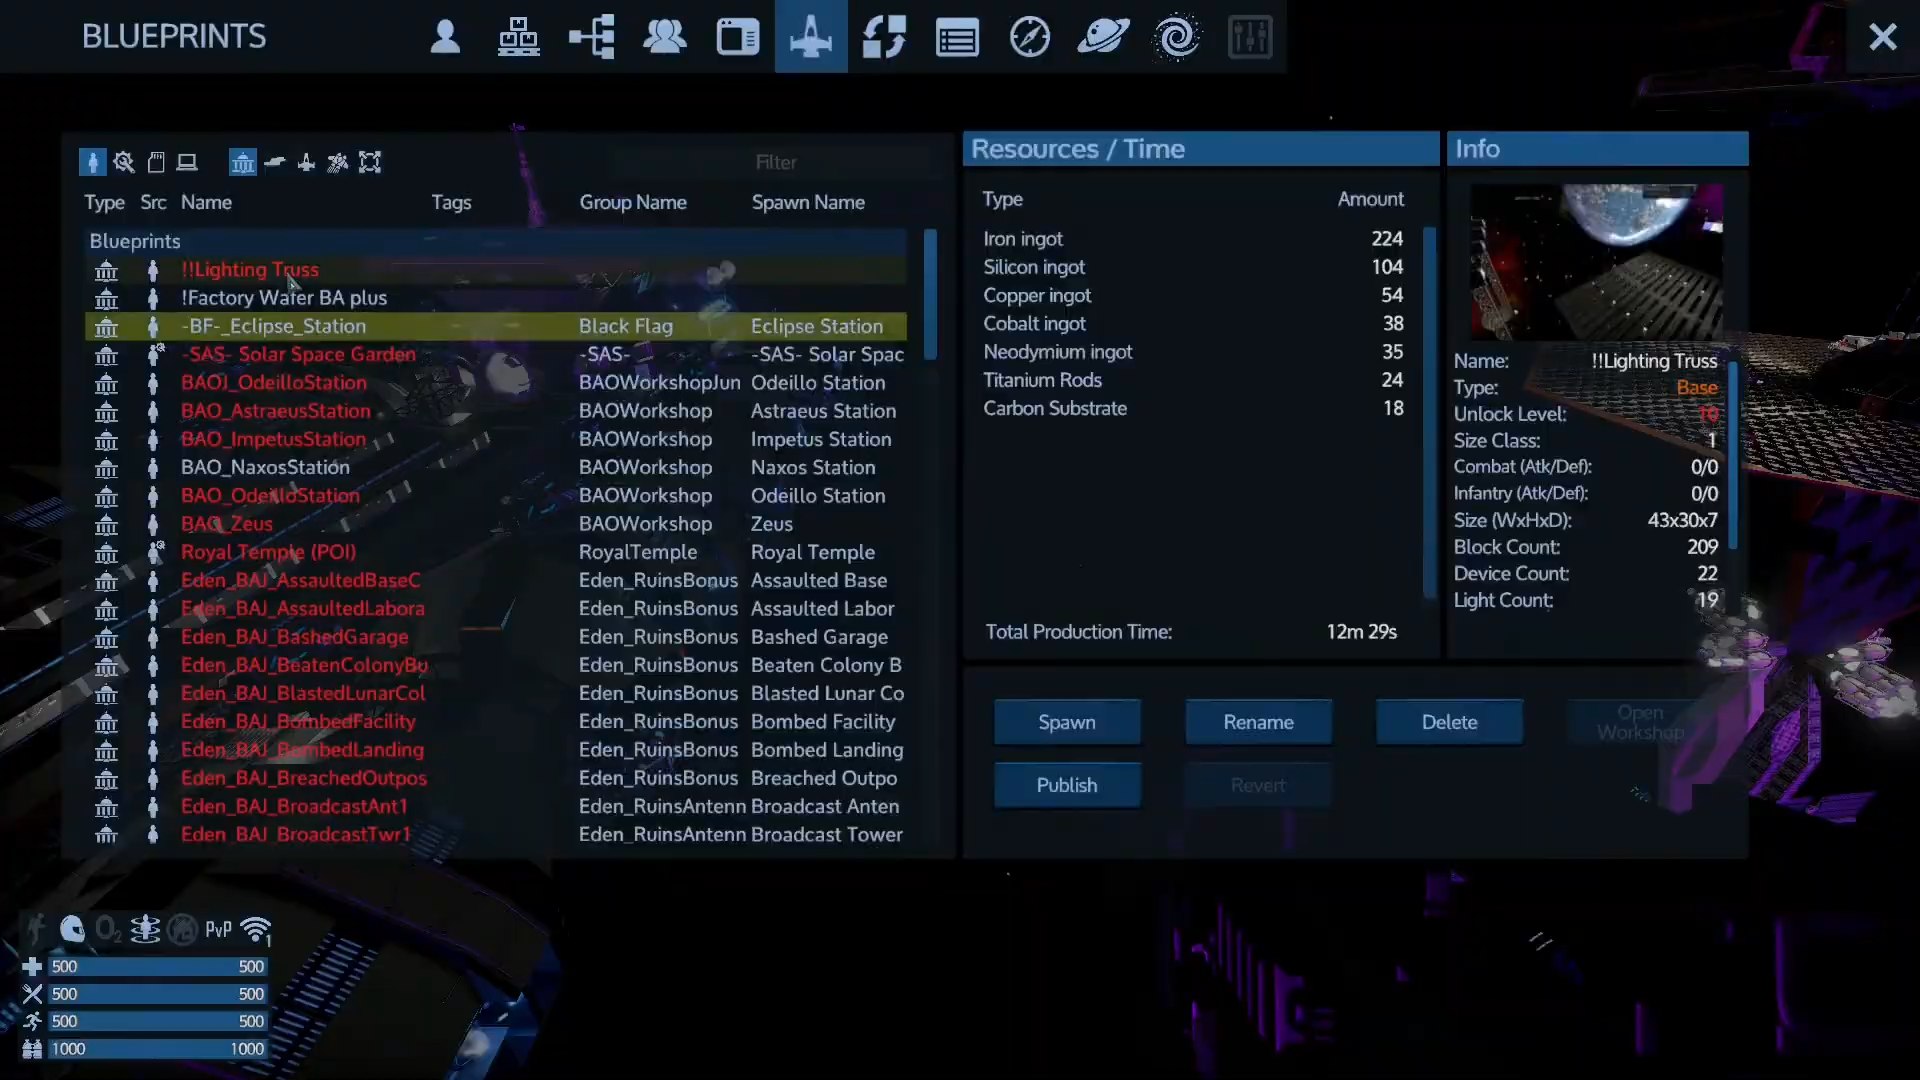 BLUEPRINTS
Filter
Type Src Name Tags Group Name Spawn Name
Blueprints
!!Lighting Truss
!Factory Water BA plus
-BF-_Eclipse_Station Black Flag Eclipse Station
-SAS- Solar Space Garden -SAS- -SAS- Solar Spac
BAOJ_OdeilloStation BAOWorkshopJun Odeillo Station
BAO_AstraeusStation BAOWorkshop Astraeus Station
BAO_ImpetusStation BAOWorkshop Impetus Station
BAO_NaxosStation BAOWorkshop Naxos Station
BAO_OdeilloStation BAOWorkshop Odeillo Station
BAO_Zeus BAOWorkshop Zeus
Royal Temple (POI) RoyalTemple Royal Temple
Eden_BAJ_AssaultedBaseC Eden_RuinsBonus Assaulted Base
Eden_BAJ_AssaultedLabora Eden_RuinsBonus Assaulted Labor
Eden_BAJ_BashedGarage Eden_RuinsBonus Bashed Garage
Eden_BAJ_BeatenColonyBu Eden_RuinsBonus Beaten Colony B
Eden_BAJ_BlastedLunarCol Eden_RuinsBonus Blasted Lunar Co
Eden_BAJ_BombedFacility Eden_RuinsBonus Bombed Facility
Eden_BAJ_BombedLanding Eden_RuinsBonus Bombed Landing
Eden_BAJ_BreachedOutpos Eden_RuinsBonus Breached Outpo
Eden_BAJ_BroadcastAnt1 Eden_RuinsAntenn Broadcast Anten
Eden_BAJ_BroadcastTwr1 Eden_RuinsAntenn Broadcast Tower
Resources / Time
Type Amount
Iron ingot 224
Silicon ingot 104
Copper ingot 54
Cobalt ingot 38
Neodymium ingot 35
Titanium Rods 24
Carbon Substrate 18
Total Production Time: 12m 29s
Info
Name: !!Lighting Truss
Type: Base
Unlock Level: 10
Size Class: 1
Combat (Atk/Def): 0/0
Infantry (Atk/Def): 0/0
Size (WxHxD): 43x30x7
Block Count: 209
Device Count: 22
Light Count: 19
Spawn
Rename
Delete
Open
Workshop
Publish
Revert
O2 PvP 1
500 500
500 500
500 500
1000 1000